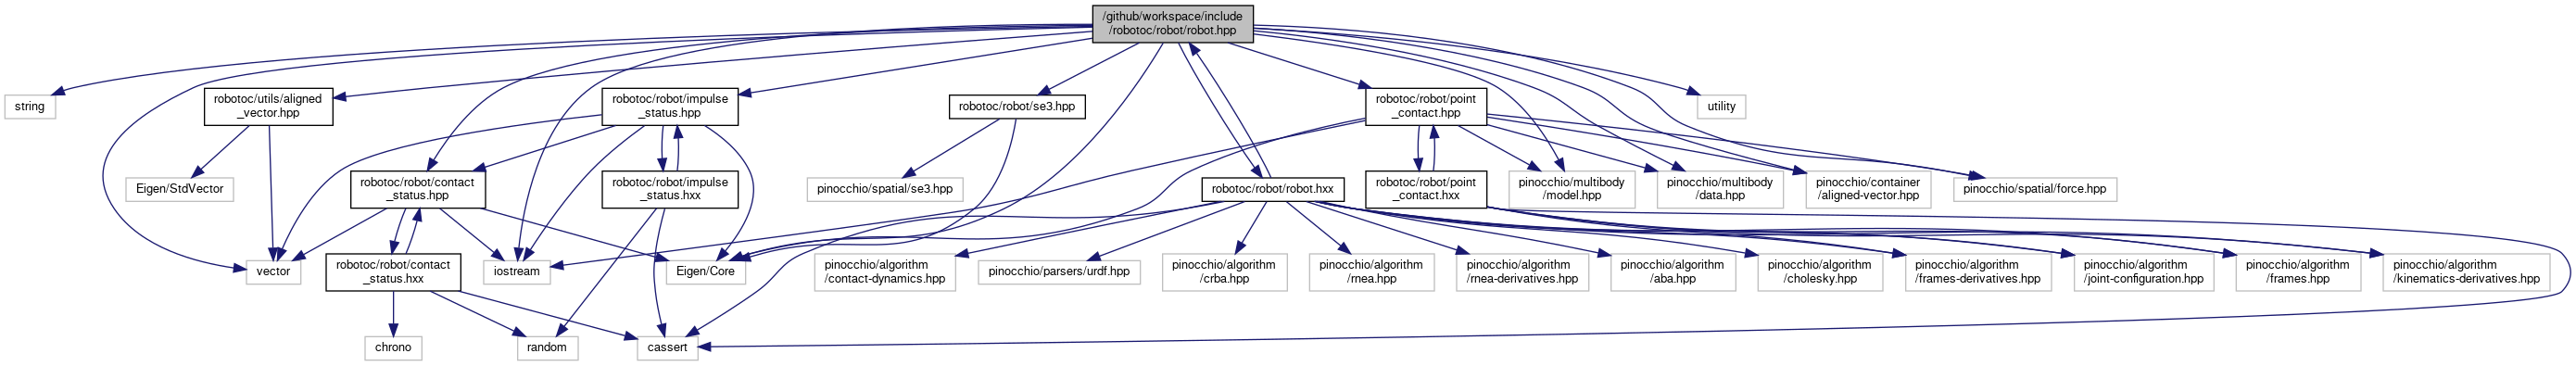 /github/workspace/include
/robotoc/robot/robot.hpp
string
robotoc/utils/aligned
_vector.hpp
robotoc/robot/impulse
_status.hpp
robotoc/robot/se3.hpp
robotoc/robot/point
_contact.hpp
utility
Eigen/StdVector
robotoc/robot/contact
_status.hpp
robotoc/robot/impulse
_status.hxx
pinocchio/spatial/se3.hpp
robotoc/robot/robot.hxx
robotoc/robot/point
_contact.hxx
pinocchio/multibody
/model.hpp
pinocchio/multibody
/data.hpp
pinocchio/container
/aligned-vector.hpp
pinocchio/spatial/force.hpp
vector
robotoc/robot/contact
_status.hxx
iostream
Eigen/Core
pinocchio/algorithm
/contact-dynamics.hpp
pinocchio/parsers/urdf.hpp
pinocchio/algorithm
/crba.hpp
pinocchio/algorithm
/rnea.hpp
pinocchio/algorithm
/rnea-derivatives.hpp
pinocchio/algorithm
/aba.hpp
pinocchio/algorithm
/cholesky.hpp
pinocchio/algorithm
/frames-derivatives.hpp
pinocchio/algorithm
/joint-configuration.hpp
pinocchio/algorithm
/frames.hpp
pinocchio/algorithm
/kinematics-derivatives.hpp
chrono
random
cassert